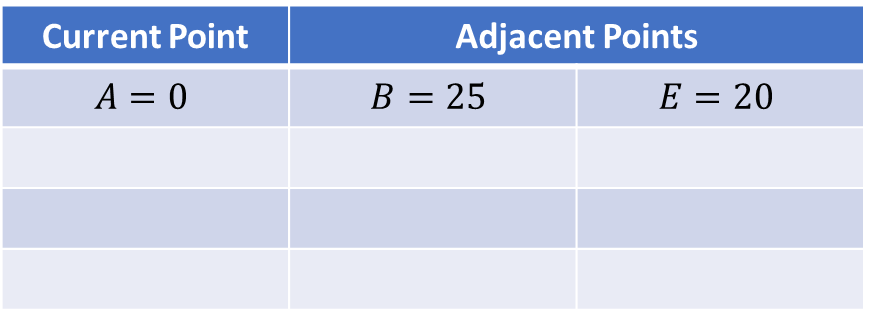 Current Point Adjacent Points
A = 0 B = 25 E = 20